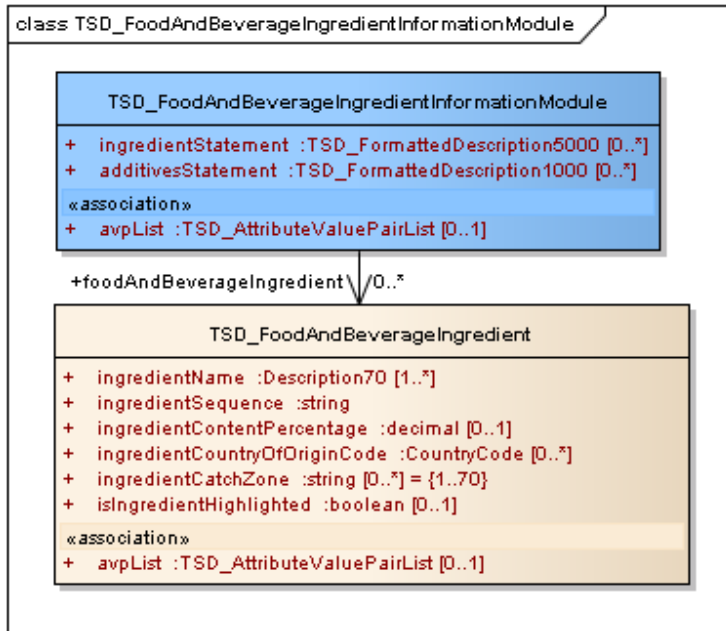 class TSD_FoodAndBeverageIngredientInformationModule
TSD_FoodAndBeverageIngredientInformationModule
+ ingredientStatement :TSD_FormattedDescription5000 [0..*]
+ additivesStatement :TSD_FormattedDescription1000 [0..*]
«association»
+ avpList :TSD_AttributeValuePairList [0..1]
+foodAndBeverageIngredient 0..*
TSD_FoodAndBeverageIngredient
+ ingredientName :Description70 [1..*]
+ ingredientSequence :string
+ ingredientContentPercentage :decimal [0..1]
+ ingredientCountryOfOriginCode :CountryCode [0..*]
+ ingredientCatchZone :string [0..*] = {1..70}
+ isIngredientHighlighted :boolean [0..1]
«association»
+ avpList :TSD_AttributeValuePairList [0..1]